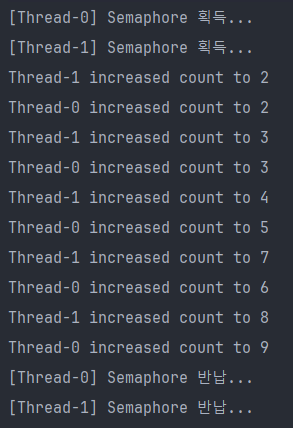 [Thread-0] Semaphore 획득...
[Thread-1] Semaphore 획득...
Thread-1 increased count to 2
Thread-0 increased count to 2
Thread-1 increased count to 3
Thread-0 increased count to 3
Thread-1 increased count to 4
Thread-0 increased count to 5
Thread-1 increased count to 7
Thread-0 increased count to 6
Thread-1 increased count to 8
Thread-0 increased count to 9
[Thread-0] Semaphore 반납...
[Thread-1] Semaphore 반납...